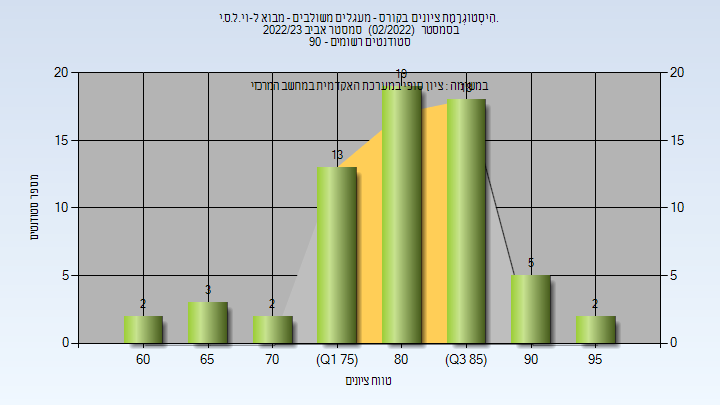 היסטוגרמת ציונים בקורס - מעגלים משולבים - מבוא ל-וי.ל.ס.י.
בסמסטר (02/2022) סמסטר אביב 2022/23
סטודנטים רשומים - 90
במשימה : ציון סופי במערכת האקדמית במחשב המרכזי
מספר סטודנטים
20 20
15 15
10 10
5 5
0 0
2 3 2 13 19 18 5 2
60 65 70 (Q1 75) 80 (Q3 85) 90 95
טווח ציונים